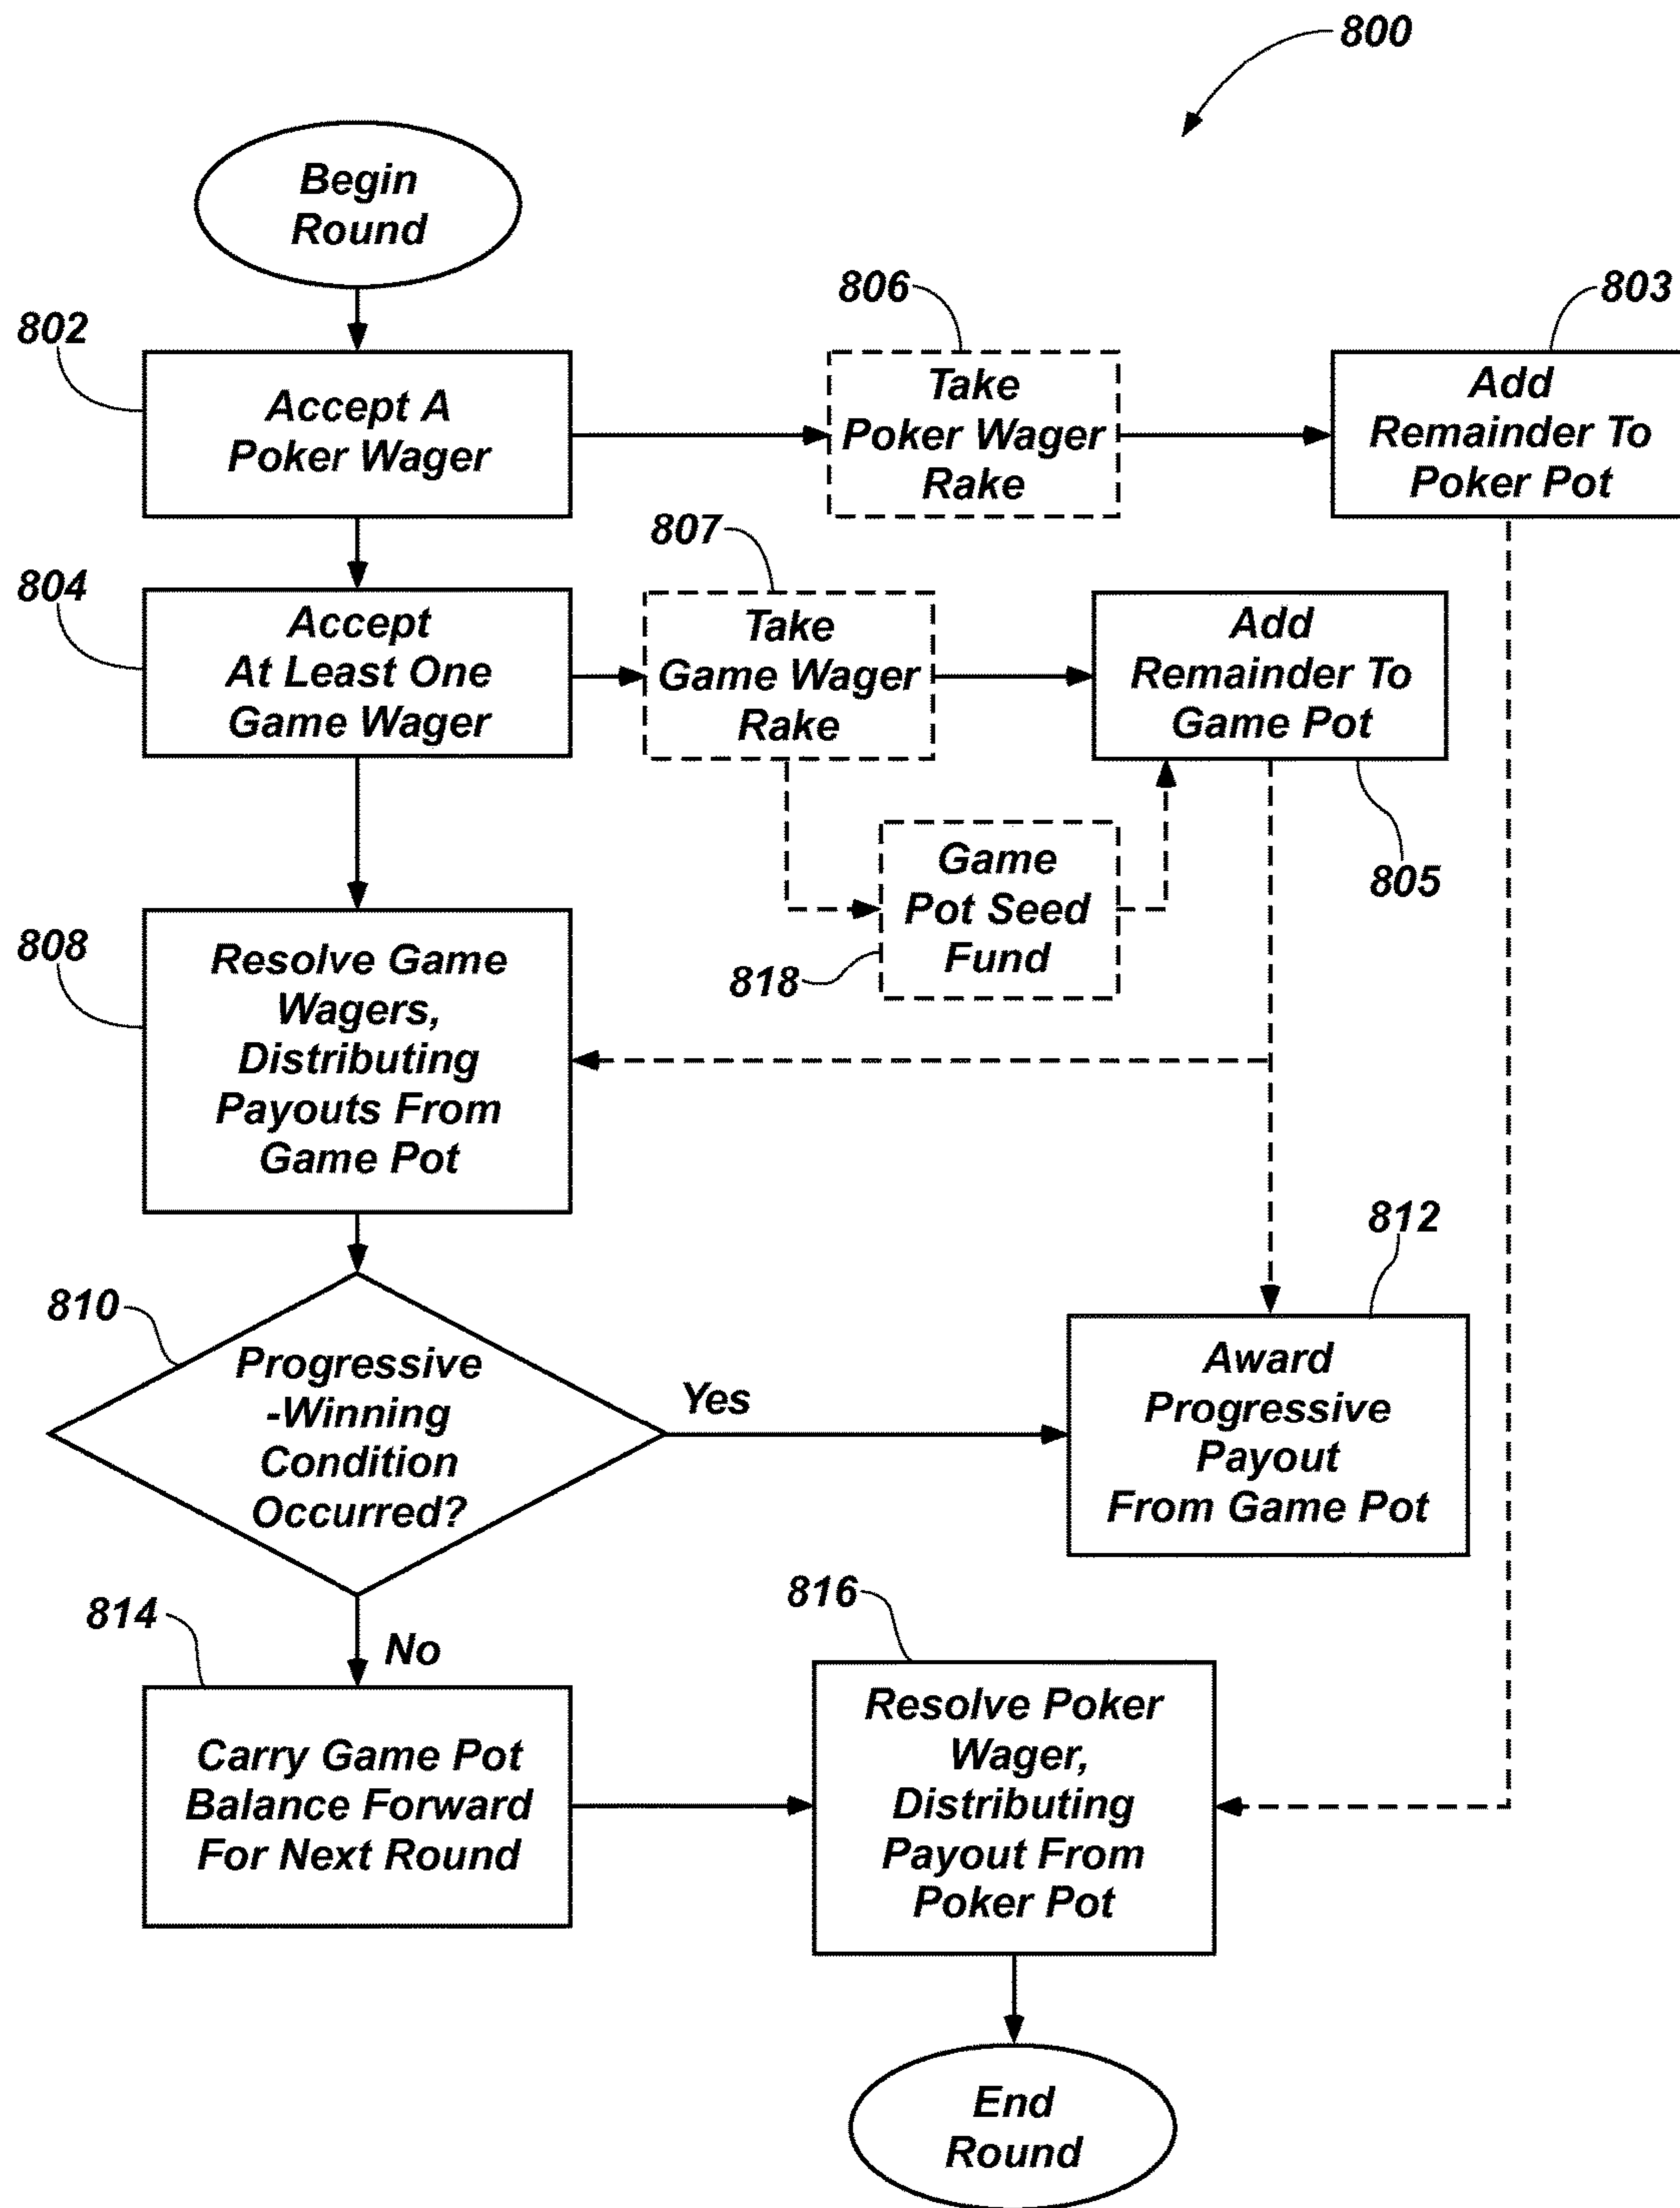 800
Begin
Round
802
Accept A
Poker Wager
806
Take
Poker Wager
Rake
803
Add
Remainder To
Poker Pot
804
Accept
At Least One
Game Wager
807
Take
Game Wager
Rake
Add
Remainder To
Game Pot
805
Game
Pot Seed
Fund
818
808
Resolve Game
Wagers,
Distributing
Payouts From
Game Pot
810
Progressive
-Winning
Condition
Occurred?
Yes
812
Award
Progressive
Payout
From Game Pot
814
No
Carry Game Pot
Balance Forward
For Next Round
816
Resolve Poker
Wager,
Distributing
Payout From
Poker Pot
End
Round